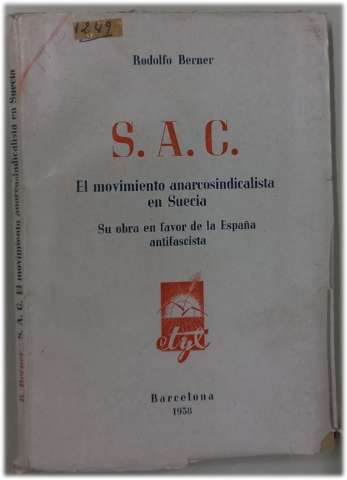 1249
Rodolfo Berner
S. A. C.
El movimiento anarcosindicalista
en Suecia
Su obra en favor de la España
antifascista
etyl
Barcelona
1938
R. Berner. - S. A. C. El movimiento anarcosindicalista en Suecia